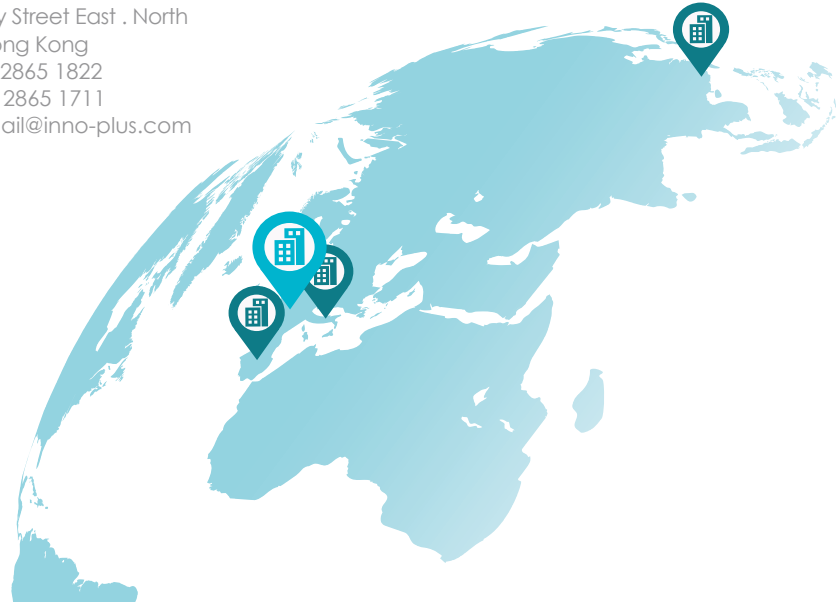 y Street East . North
ong Kong
2865 1822
2865 1711
ail@inno-plus.com